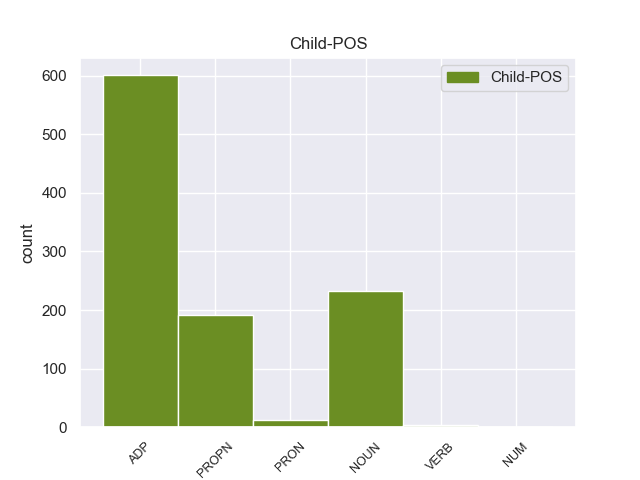 Child-POS
Child-POS
600
500
400
300
200
100
0
count
ADP
PROPN
PRON
NOUN
VERB
NUM